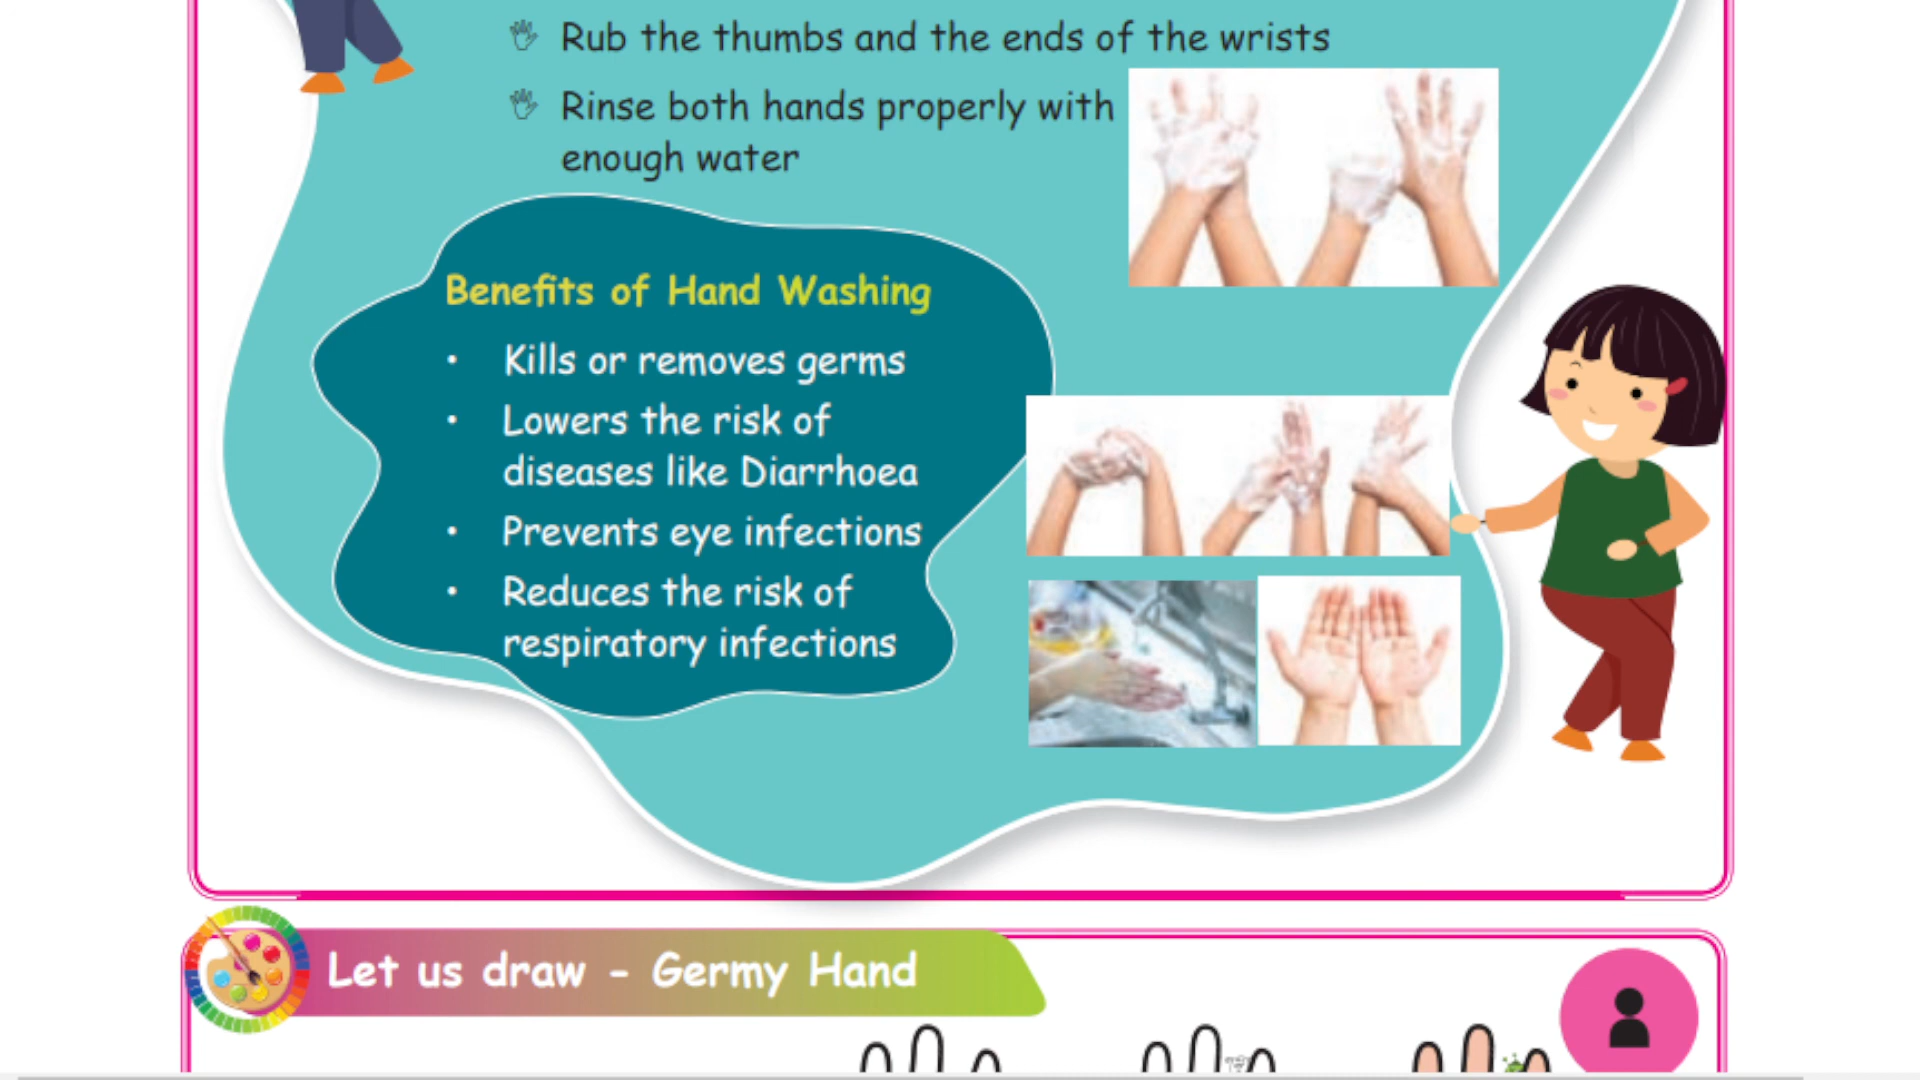 Rub the thumbs and the ends of the wrists
Rinse both hands properly with
enough water
Benefits of Hand Washing
• Kills or removes germs
• Lowers the risk of
diseases like Diarrhoea
• Prevents eye infections
• Reduces the risk of
respiratory infections
Let us draw - Germy Hand